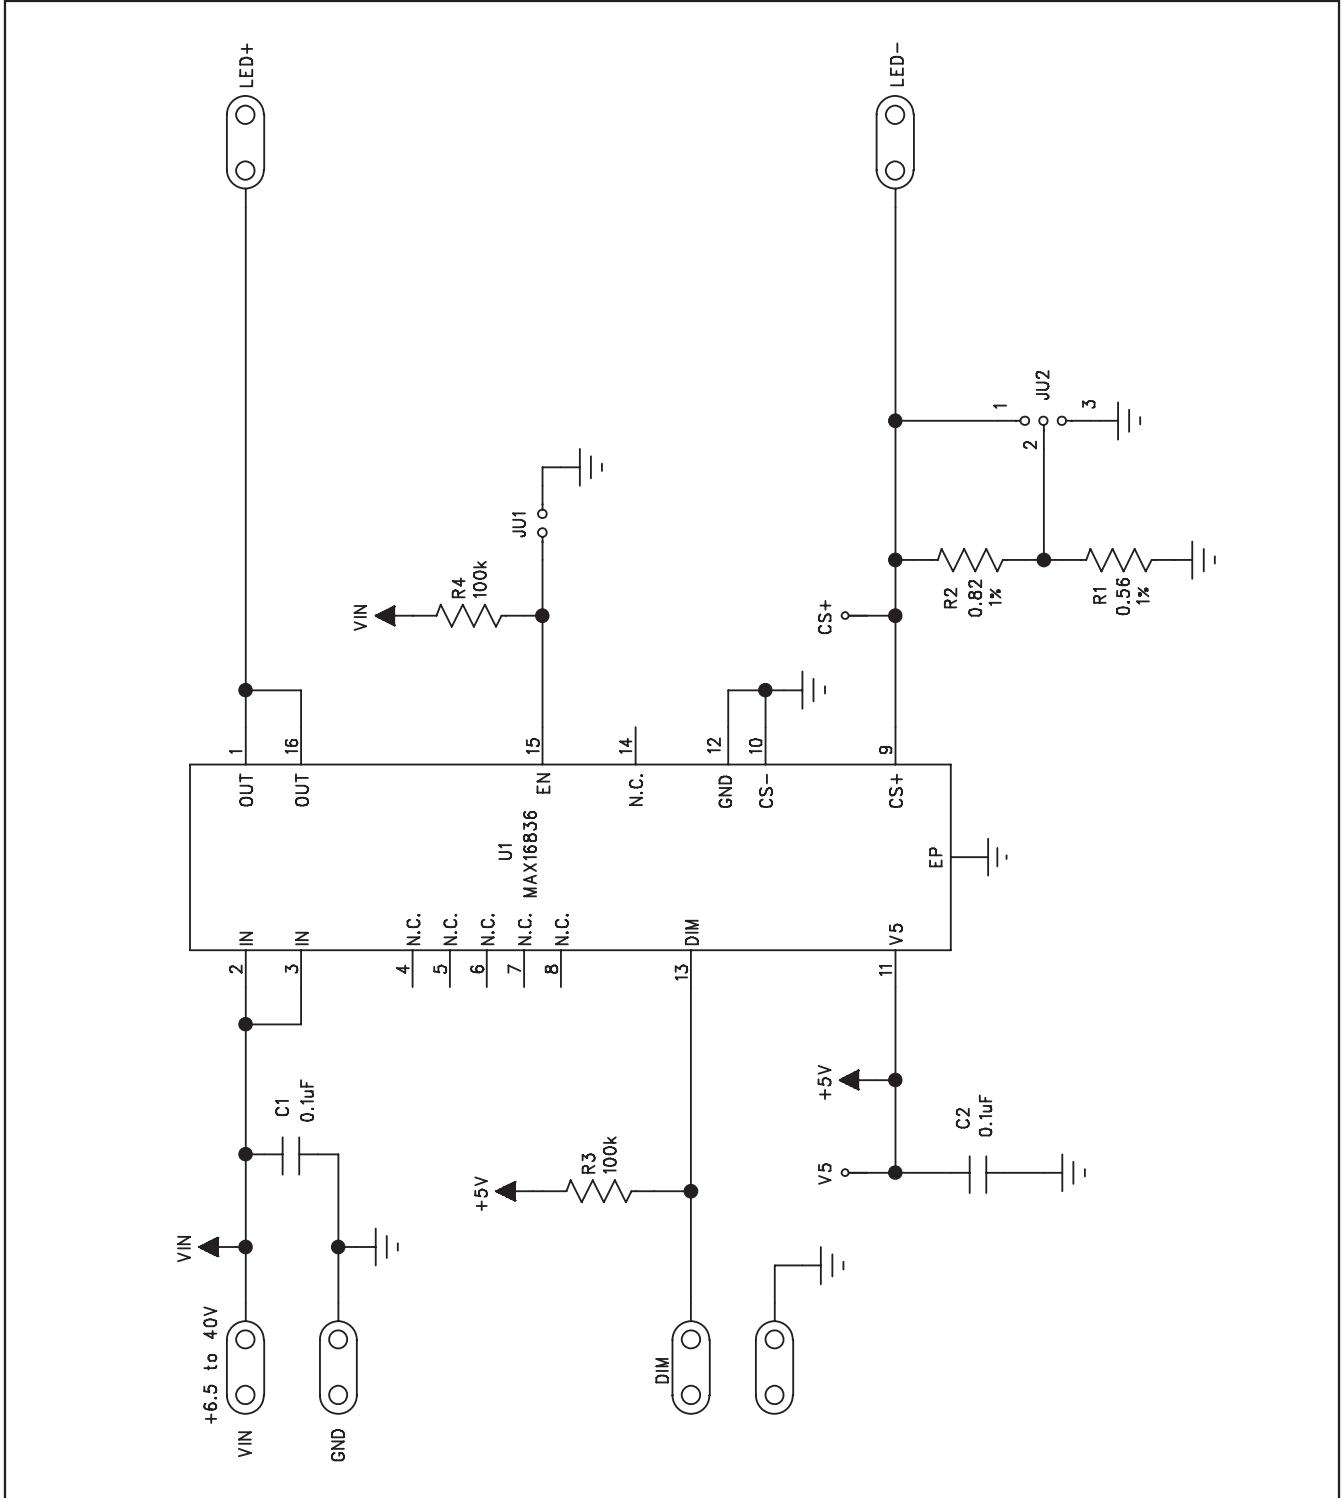 VIN
+6.5 to 40V
GND
VIN
C1
0.1uF
2
IN
3
IN
4
N.C.
5
N.C.
6
N.C.
7
N.C.
8
N.C.
DIM
+5V
R3
100k
13
DIM
V5
+5V
C2
0.1uF
11
V5
U1
MAX16836
EP
OUT
1
OUT
16
EN
15
N.C.
14
GND
12
CS-
10
CS+
9
VIN
R4
100k
JU1
CS+
R2
0.82
1%
R1
0.56
1%
1
2
3
JU2
LED+
LED-